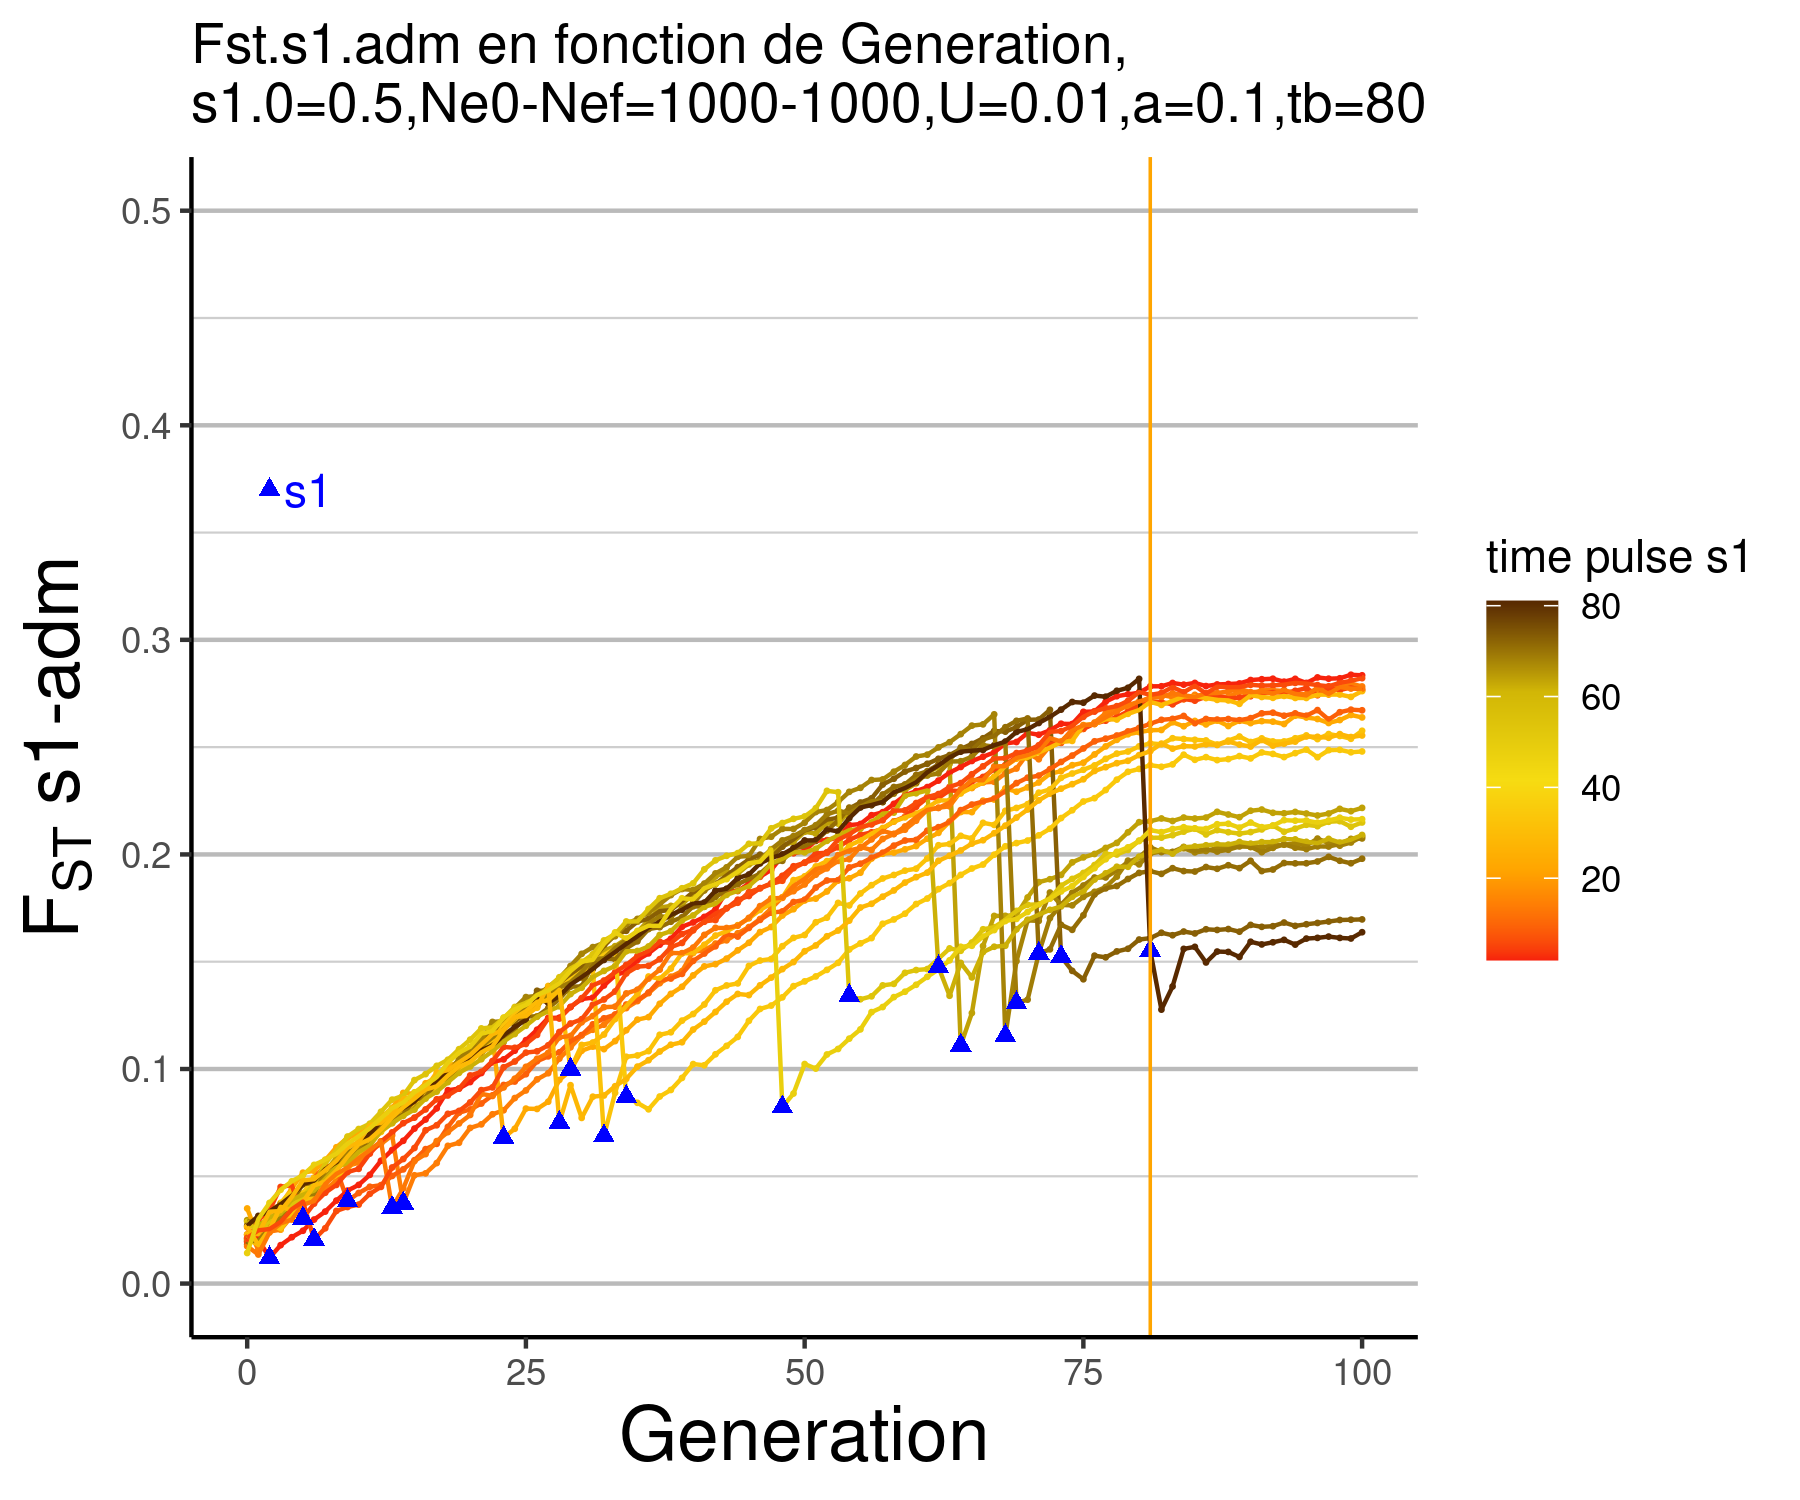 Fst.s1.adm en fonction de Generation,
s1.0=0.5,Ne0-Nef=1000-1000,U=0.01,a=0.1,tb=80
FST s1-adm
0.5
0.4
0.3
0.2
0.1
0.0
s1
0 25 50 75 100
Generation
time pulse s1
80
60
40
20